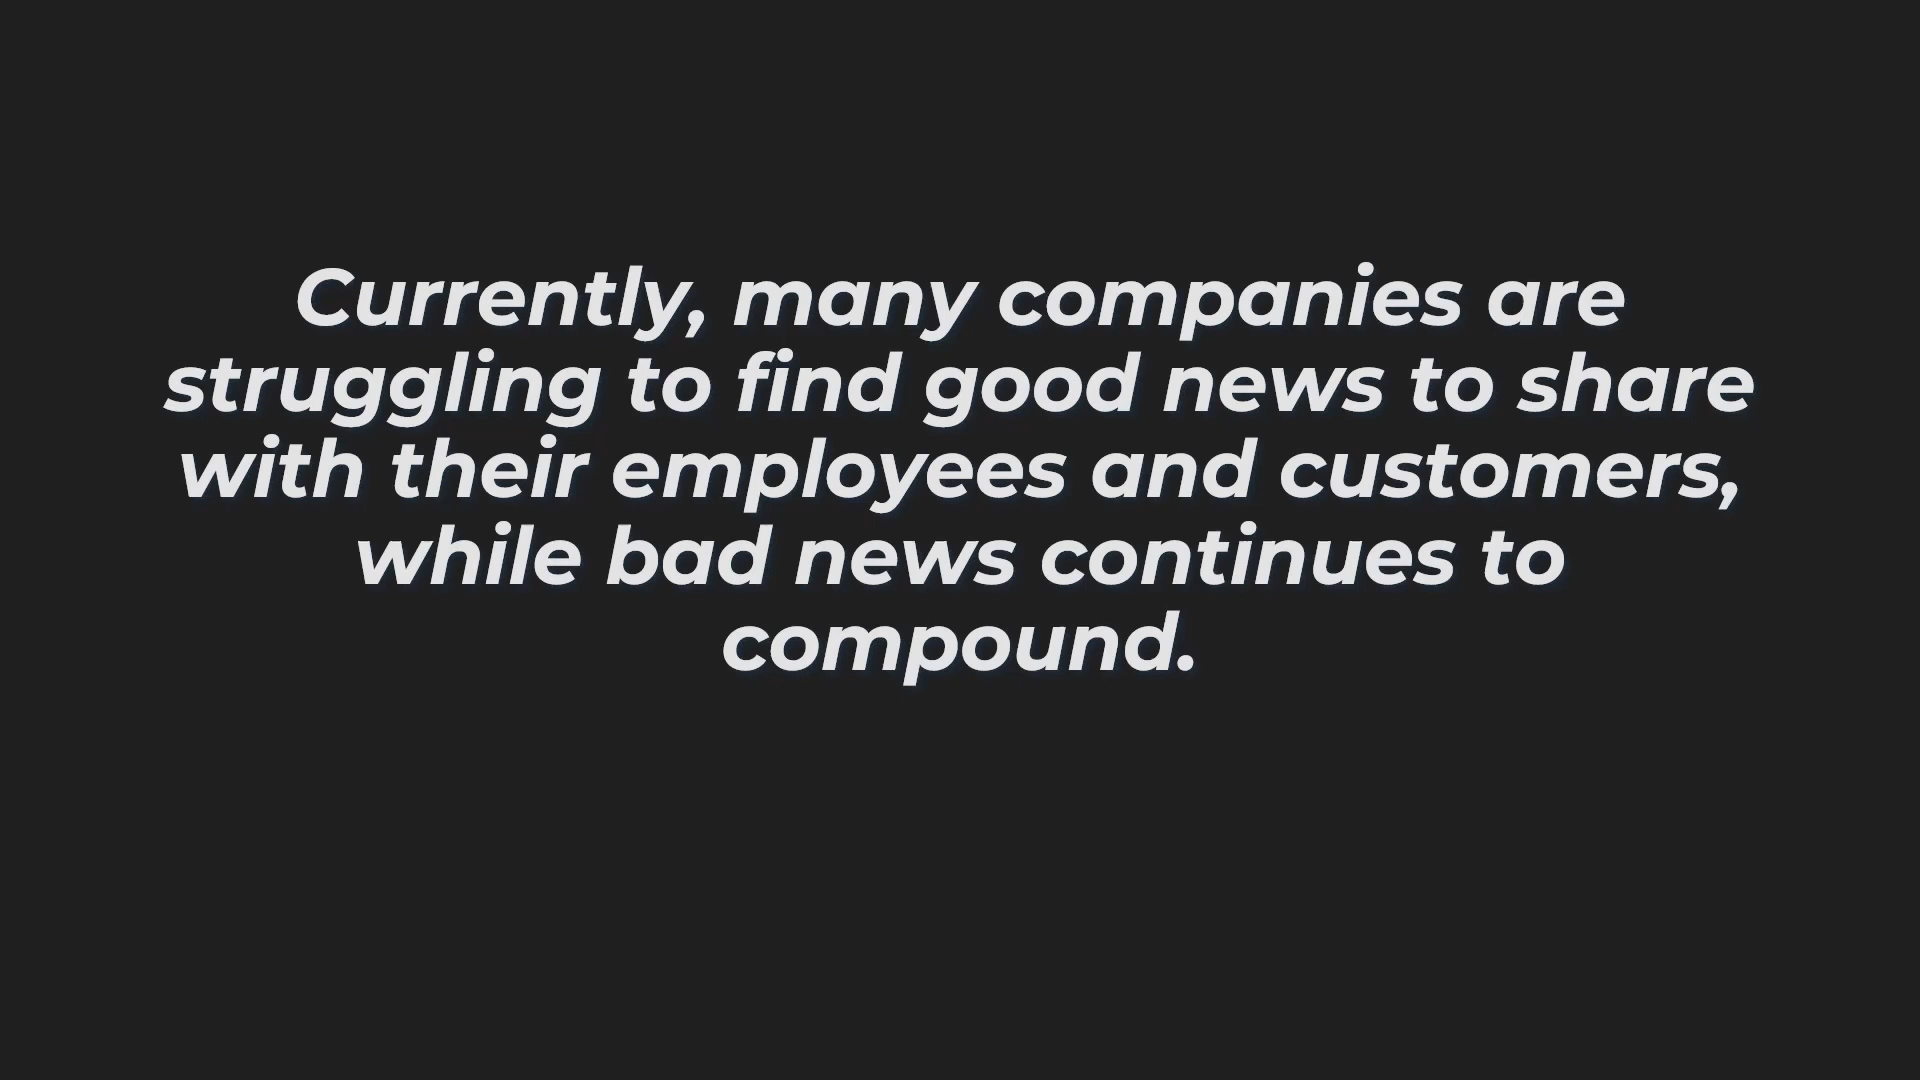 Currently, many companies are
struggling to find good news to share
with their employees and customers,
while bad news continues to
compound.